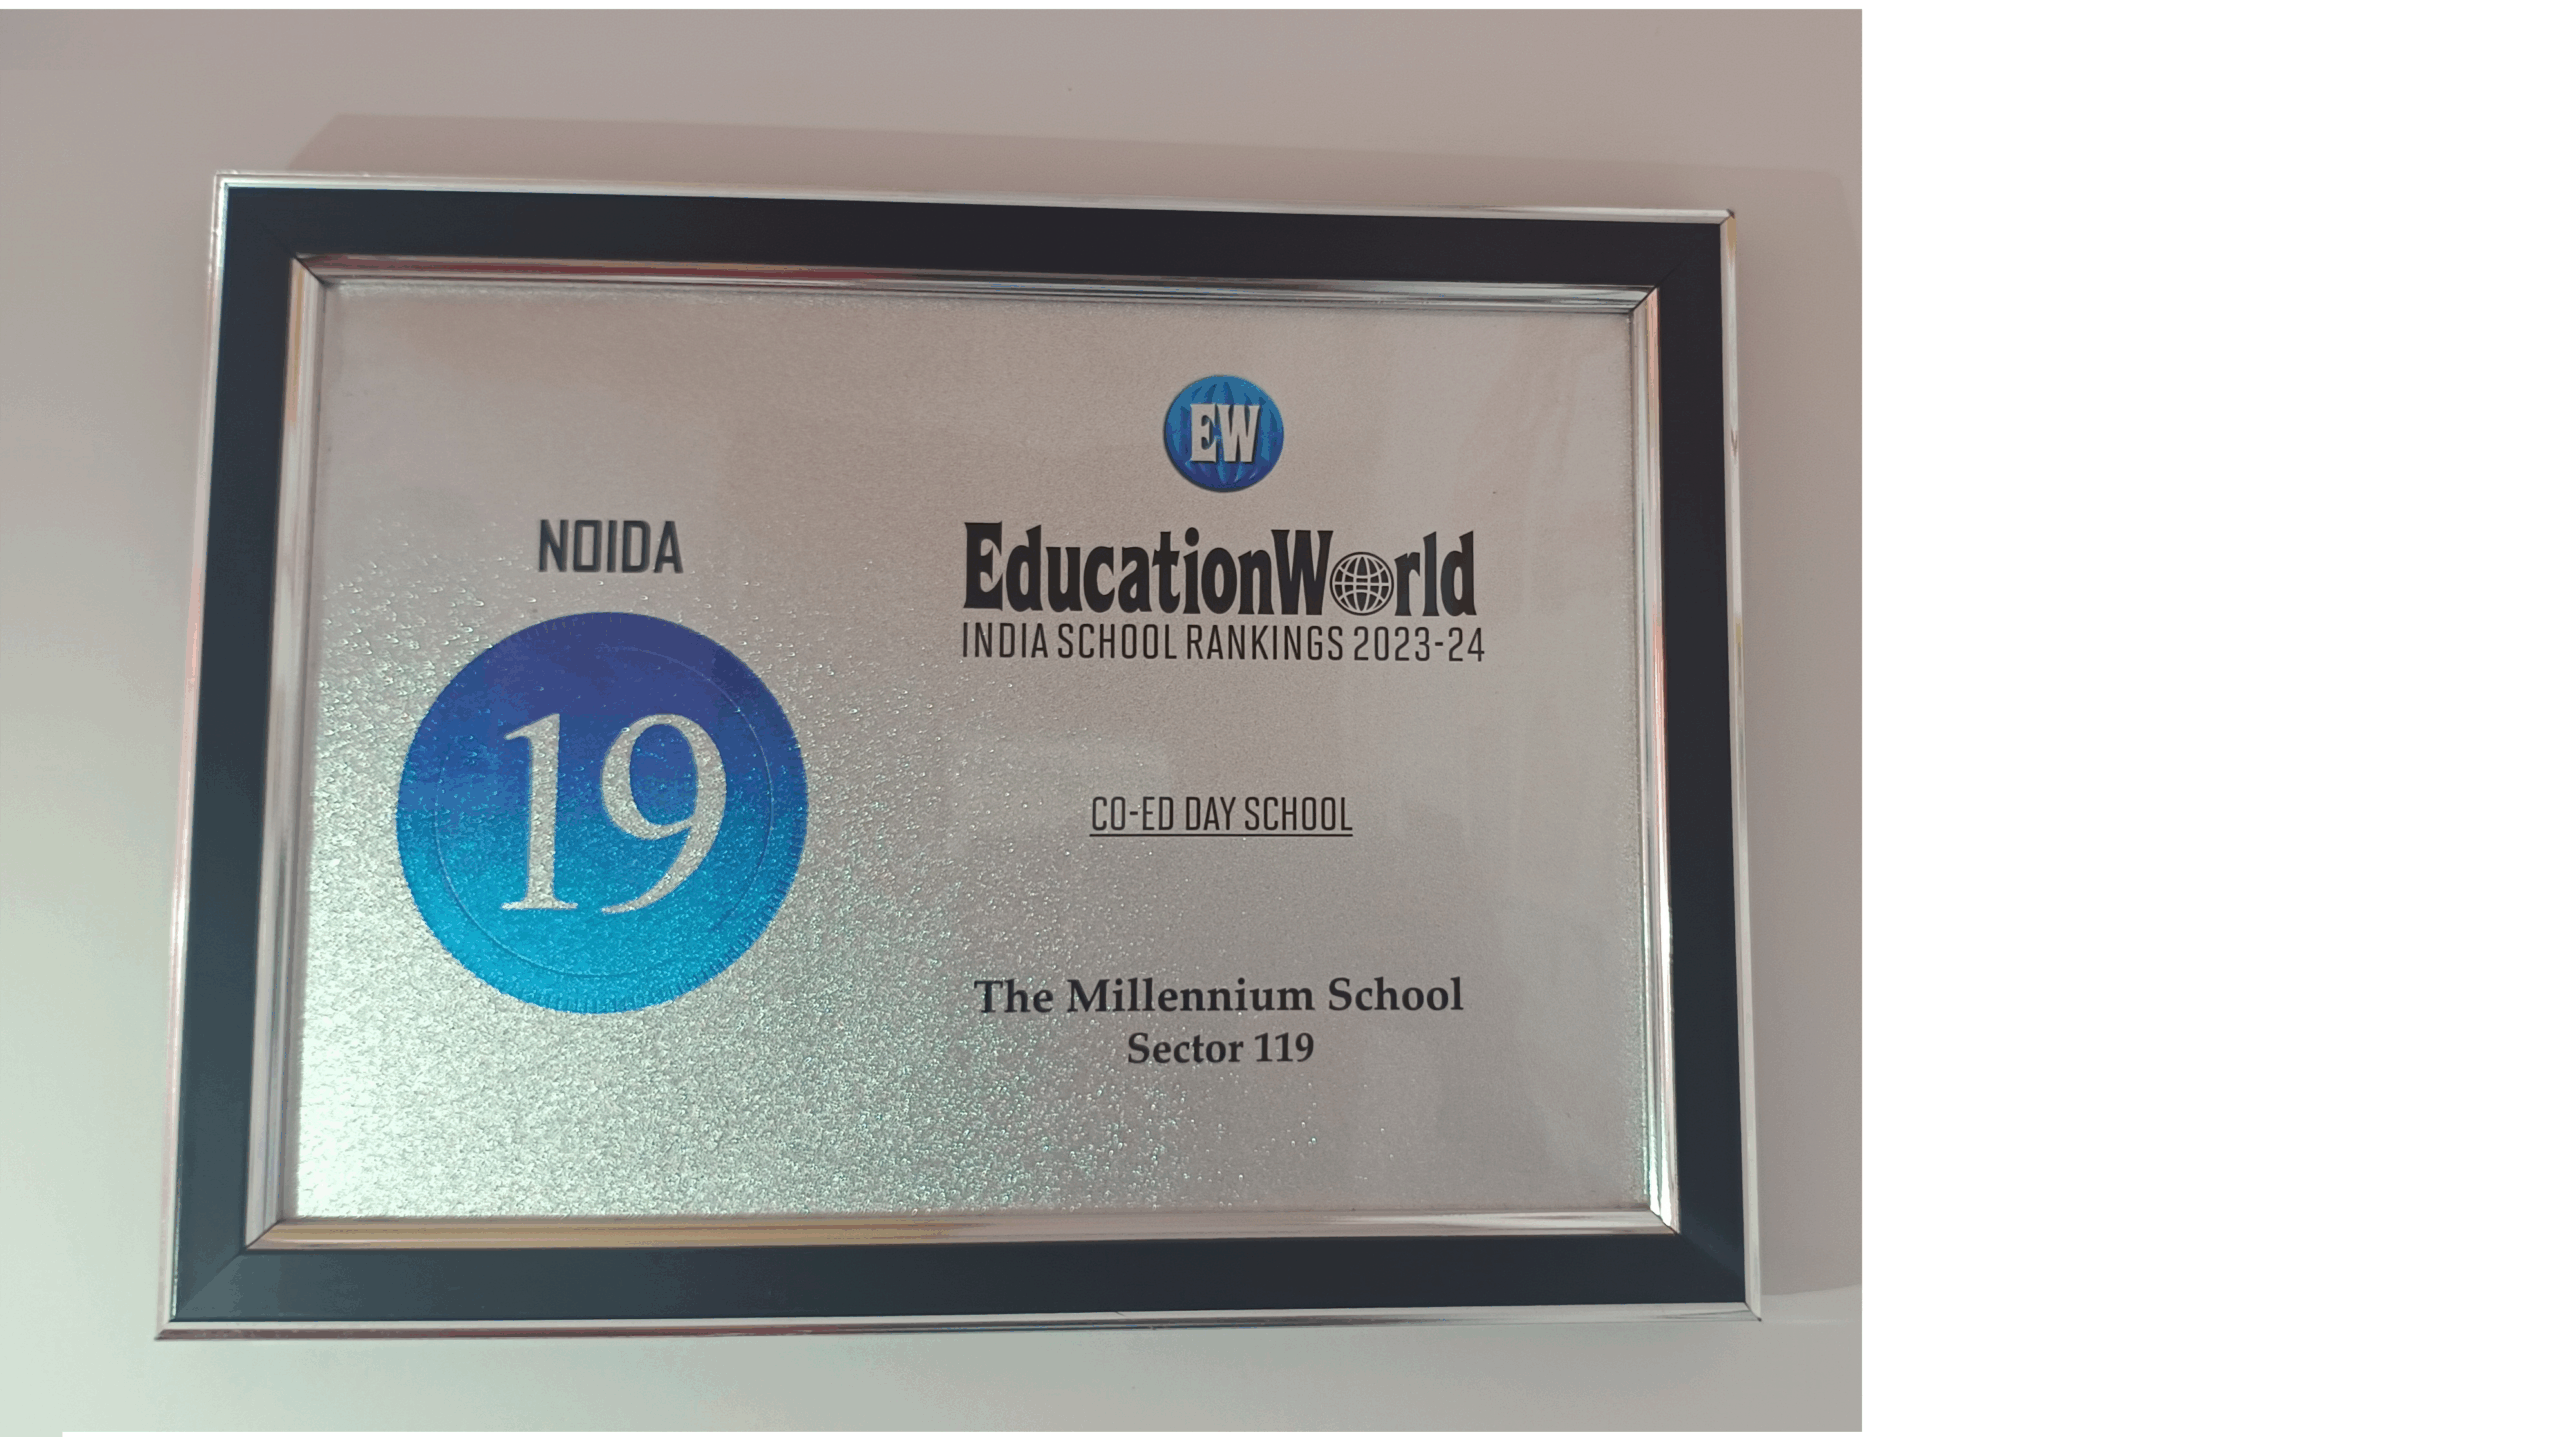 NOIDA
19
EW
EducationWorld
INDIA SCHOOL RANKINGS 2023-24
CO-ED DAY SCHOOL
The Millennium School
Sector 119